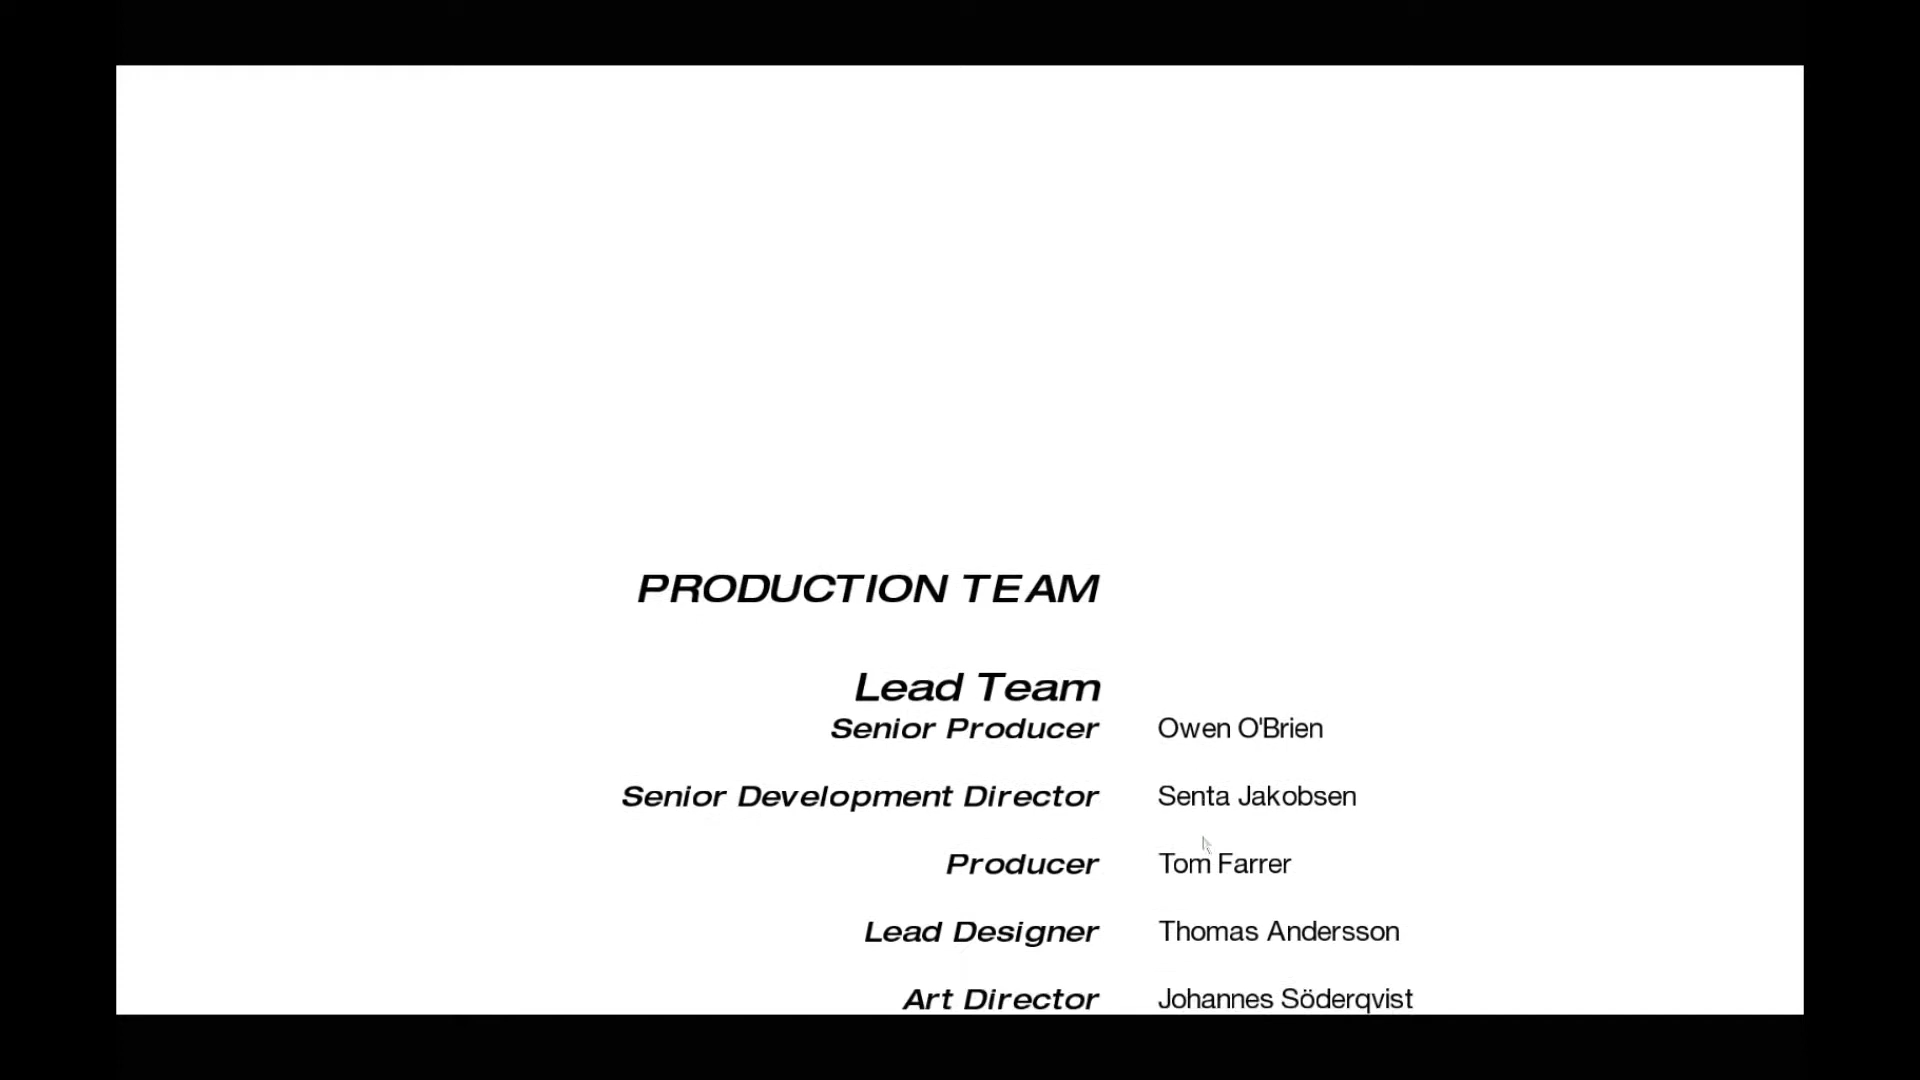 PRODUCTION TEAM
Lead Team
Senior Producer Owen O'Brien
Senior Development Director Senta Jakobsen
Producer Tom Farrer
Lead Designer Thomas Andersson
Art Director Johannes Söderqvist